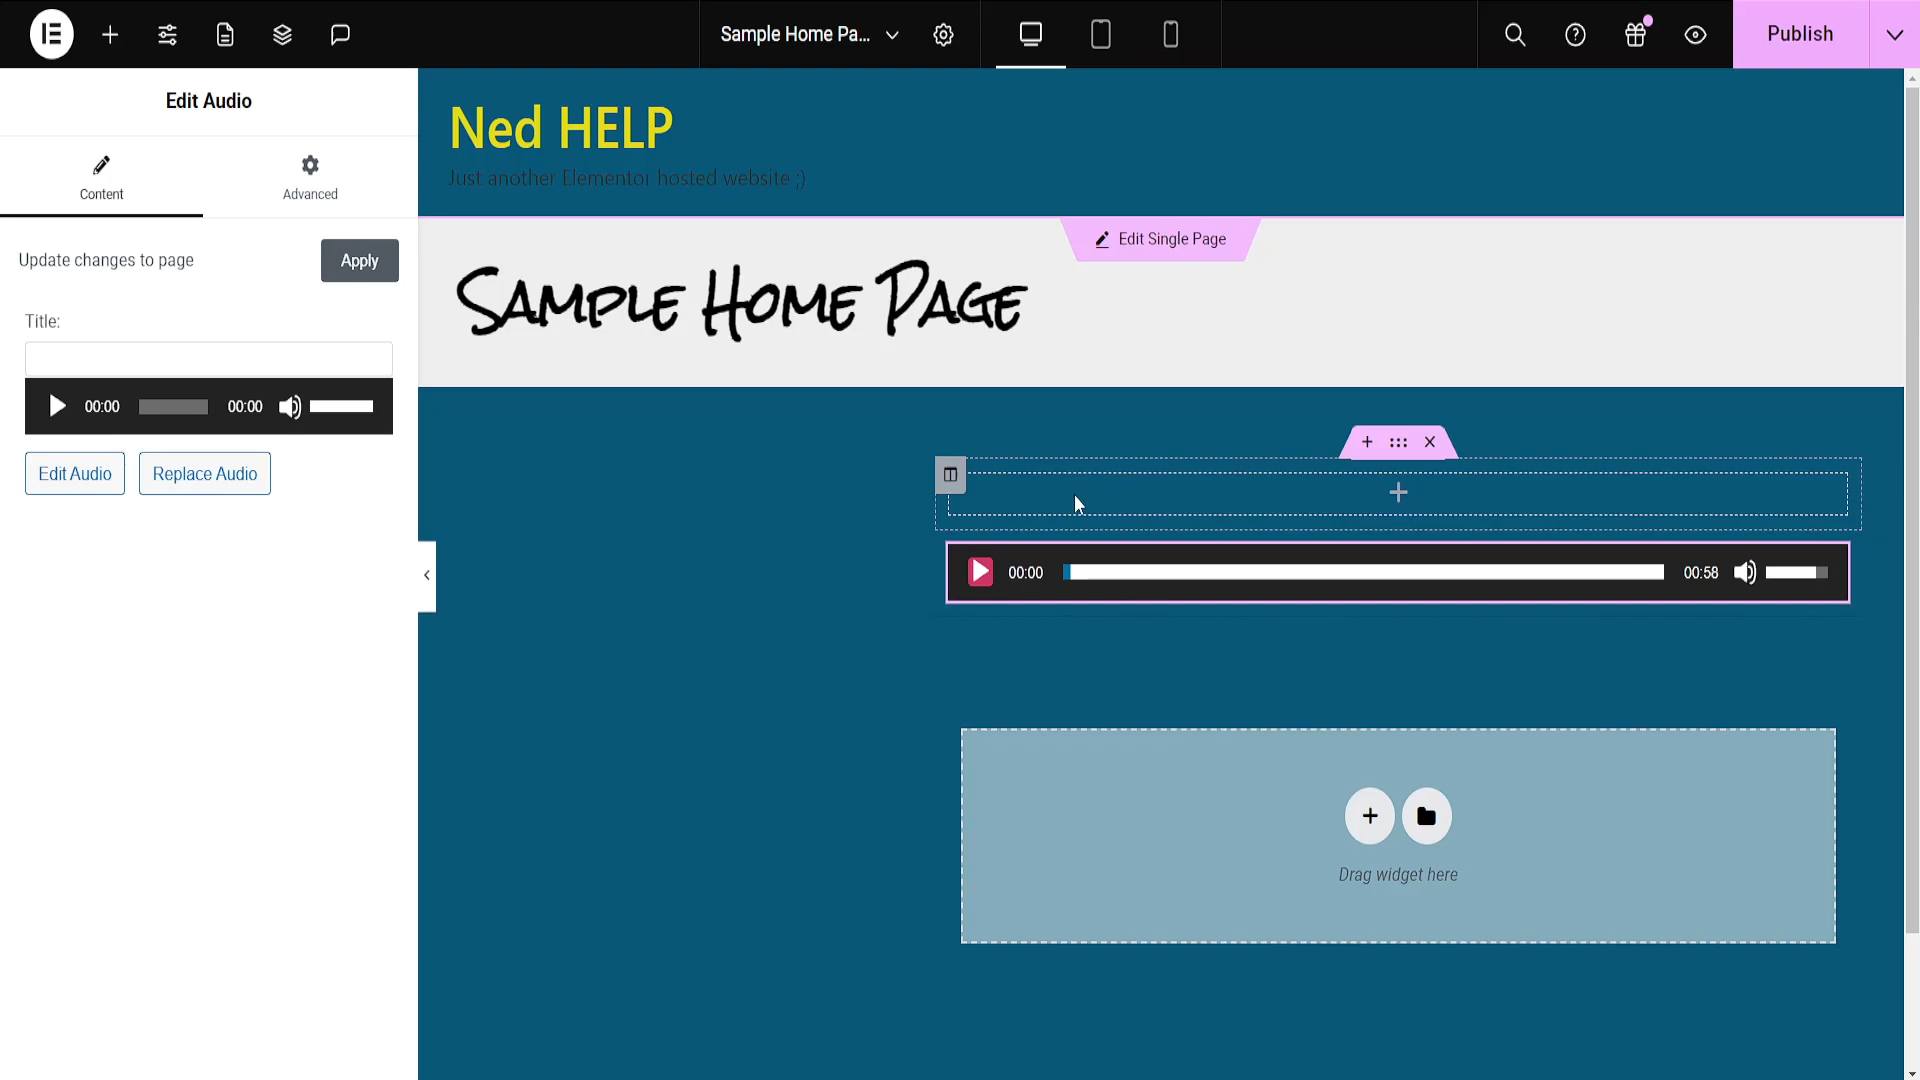 Sample Home Pa...
Publish
Edit Audio
Content
Advanced
Update changes to page
Apply
Title:
00:00
00:00
Edit Audio
Replace Audio
Ned HELP
Just another Elementor hosted website ;)
Edit Single Page
Sample Home Page
00:00
00:58
Drag widget here